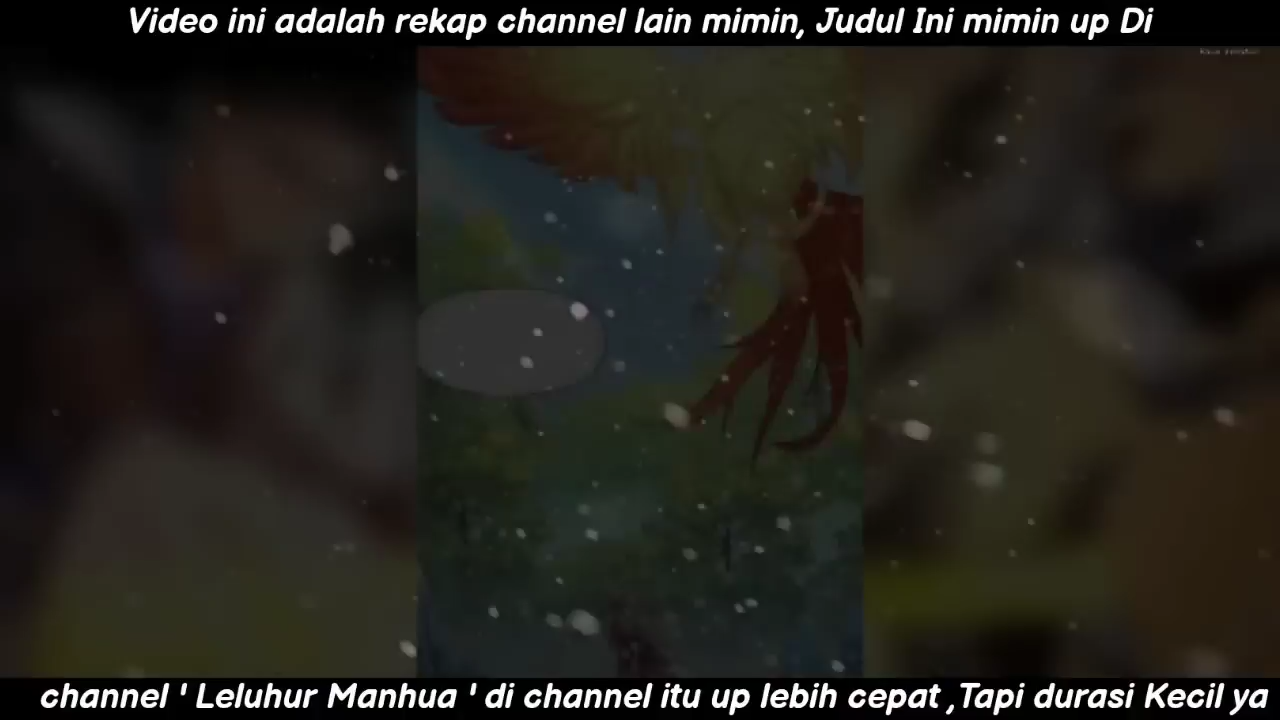 Video ini adalah rekap channel lain mimin, Judul Ini mimin up Di
channel ' Leluhur Manhua ' di channel itu up lebih cepat ,Tapi durasi Kecil ya